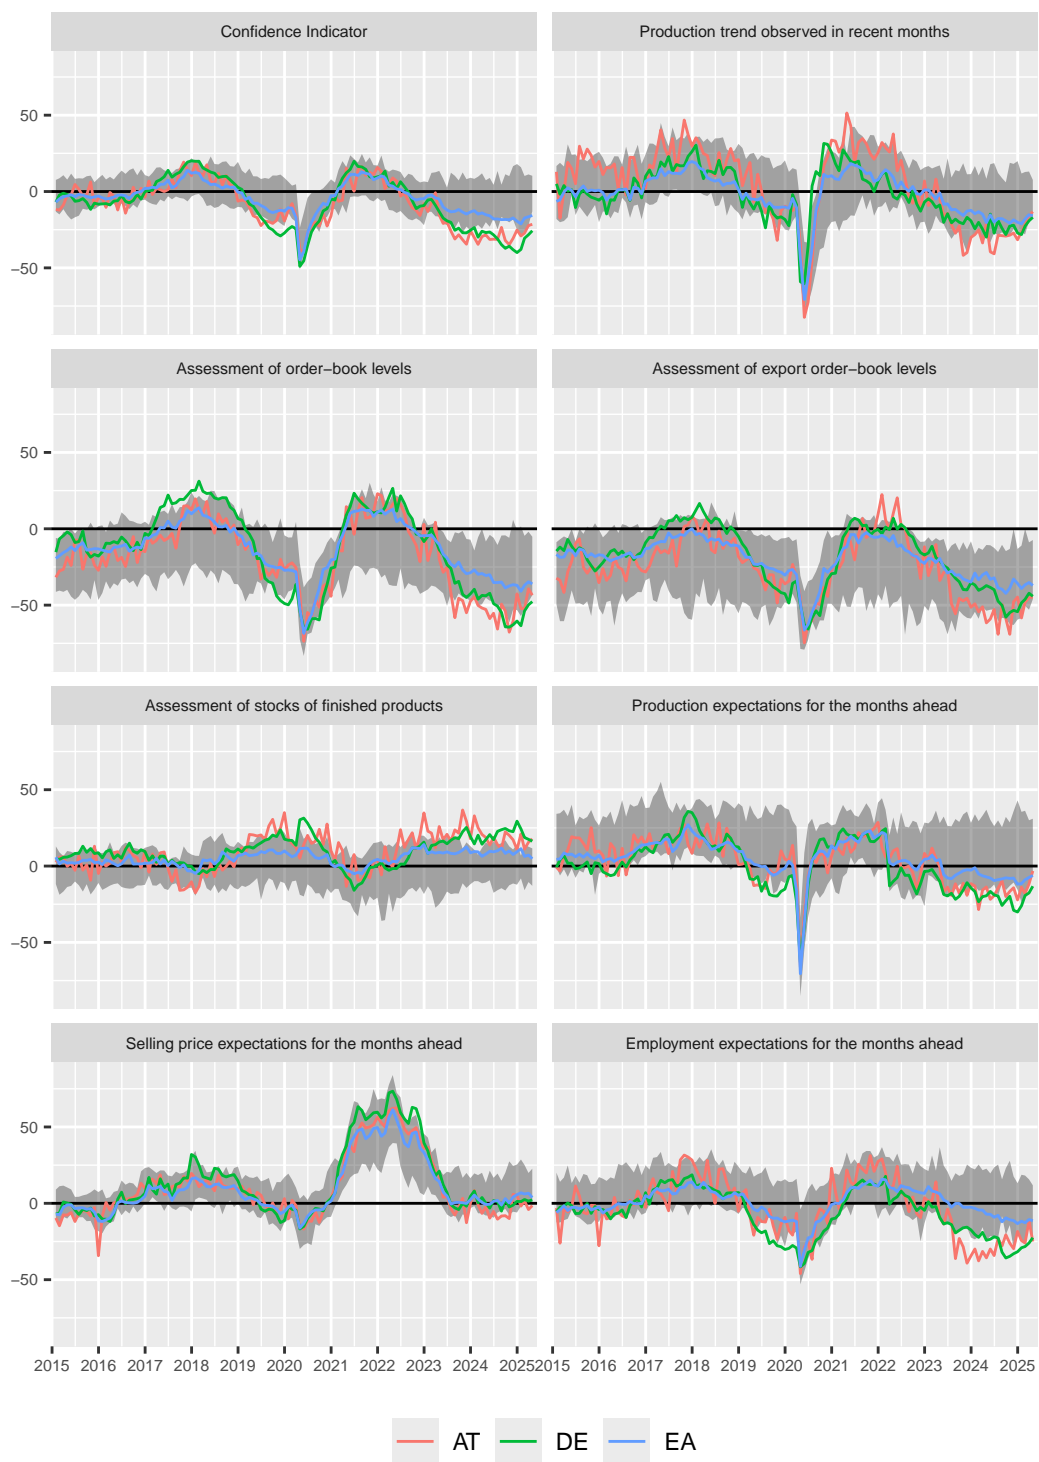 Confidence Indicator
Production trend observed in recent months
50
0
−50
Assessment of order−book levels
Assessment of export order−book levels
50
0
−50
Assessment of stocks of finished products
Production expectations for the months ahead
50
0
−50
Selling price expectations for the months ahead
Employment expectations for the months ahead
50
0
−50
2015 2016 2017 2018 2019 2020 2021 2022 2023 2024 2025
2015 2016 2017 2018 2019 2020 2021 2022 2023 2024 2025
AT DE EA